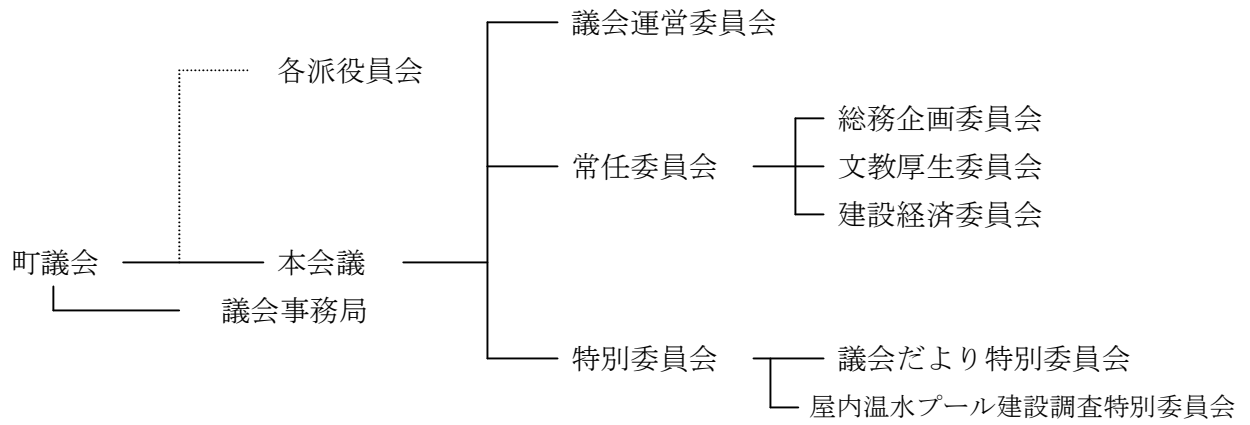 議会運営委員会
各派役員会
総務企画委員会
常任委員会
文教厚生委員会
建設経済委員会
町議会
本会議
議会事務局
特別委員会
議会だより特別委員会
屋内温水プール建設調査特別委員会